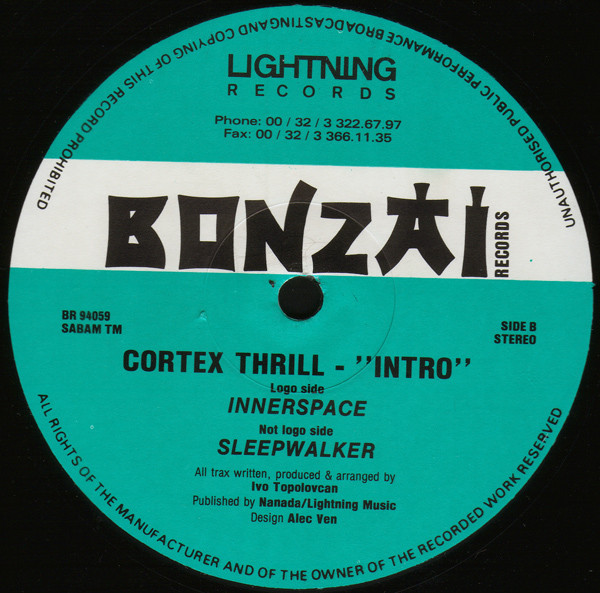 UNAUTHORISED PUBLIC PERFORMANCE BROADCASTING AND COPYING OF THIS RECORD PROHIBITED
LIGHTNING
RECORDS
Phone: 00 / 32 / 3 322.67.97
Fax: 00 / 32 / 3 366.11.35
BONZAI
RECORDS
BR 94059
SABAM TM
SIDE B
STEREO
CORTEX THRILL - "INTRO"
Logo side
INNERSPACE
Not logo side
SLEEPWALKER
All trax written, produced & arranged by
Ivo Topolovcan
Published by Nanada/Lightning Music
Design Alec Ven
ALL RIGHTS OF THE MANUFACTURER AND OF THE OWNER OF THE RECORDED WORK RESERVED